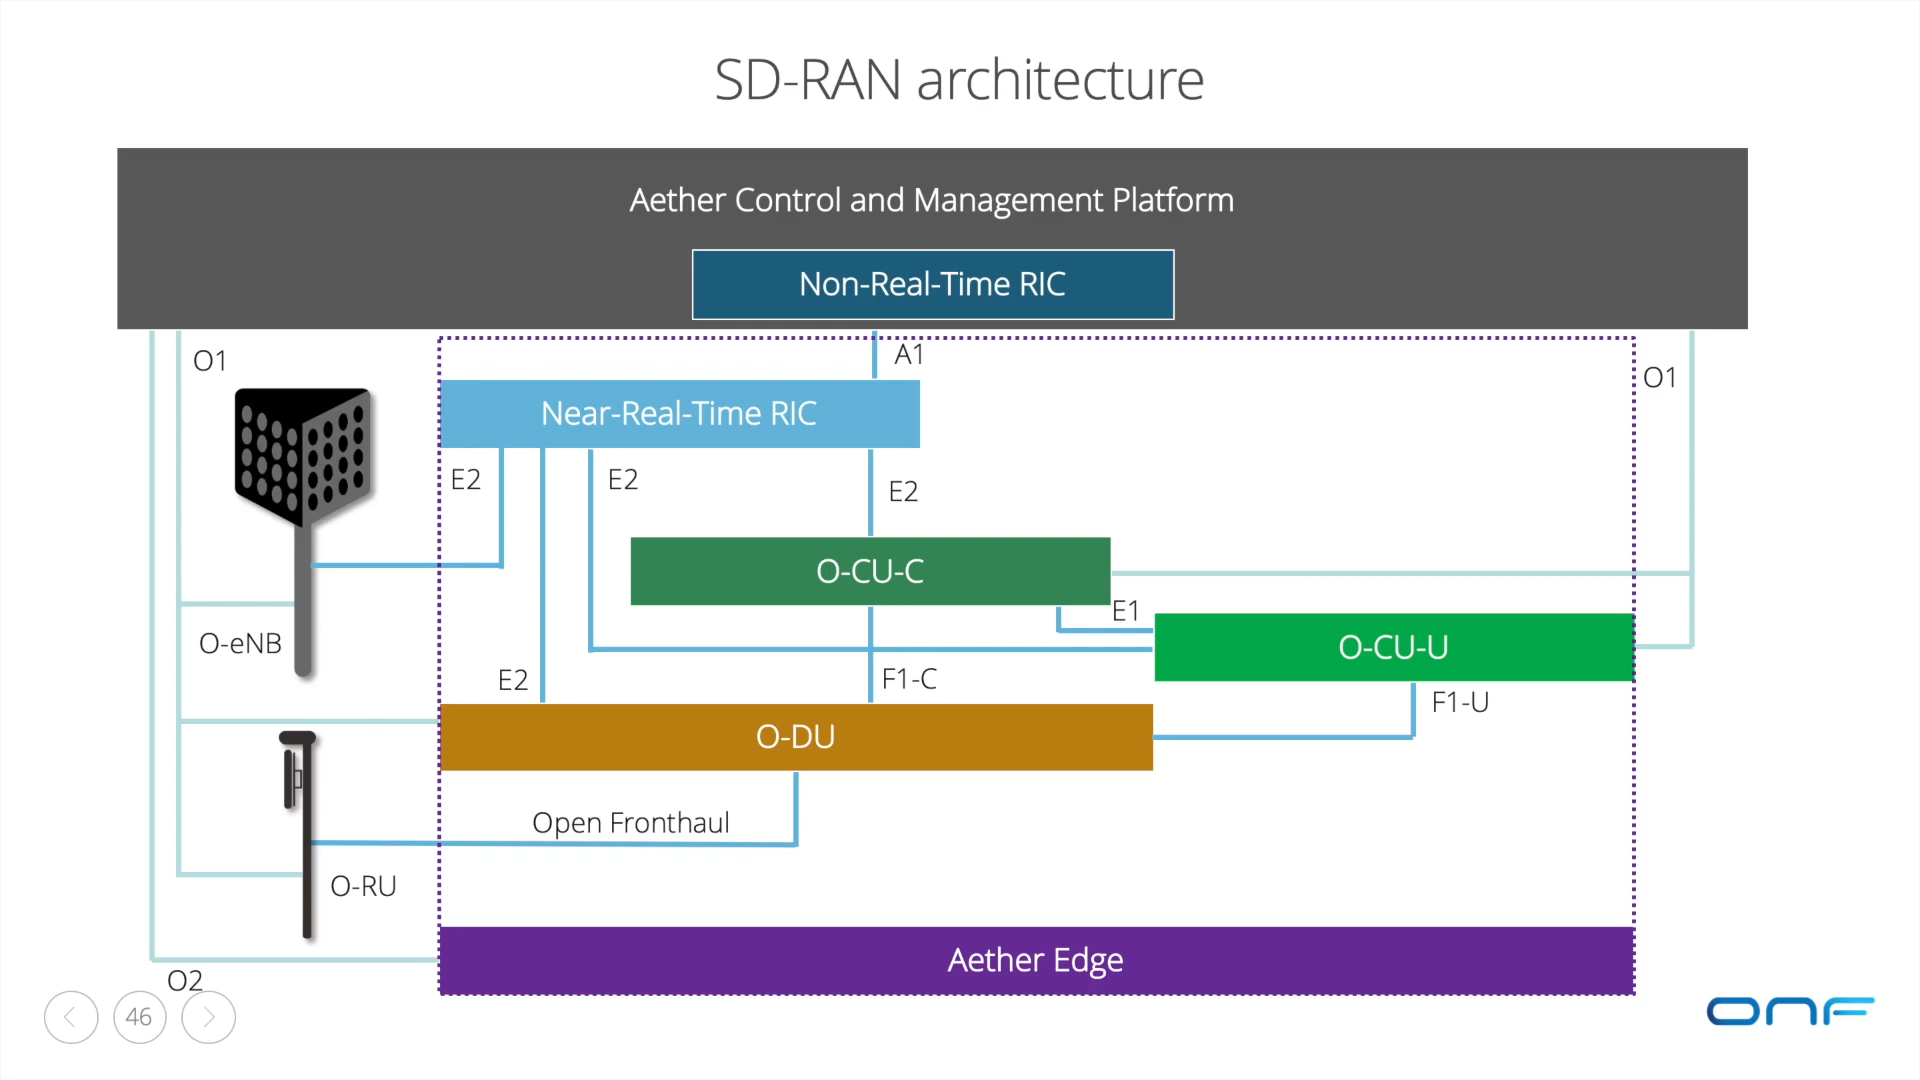 SD-RAN architecture
Aether Control and Management Platform
Non-Real-Time RIC
O1
A1
O1
Near-Real-Time RIC
E2
E2
E2
O-CU-C
E1
O-eNB
O-CU-U
E2
F1-C
F1-U
O-DU
Open Fronthaul
O-RU
Aether Edge
O2
46
ONF